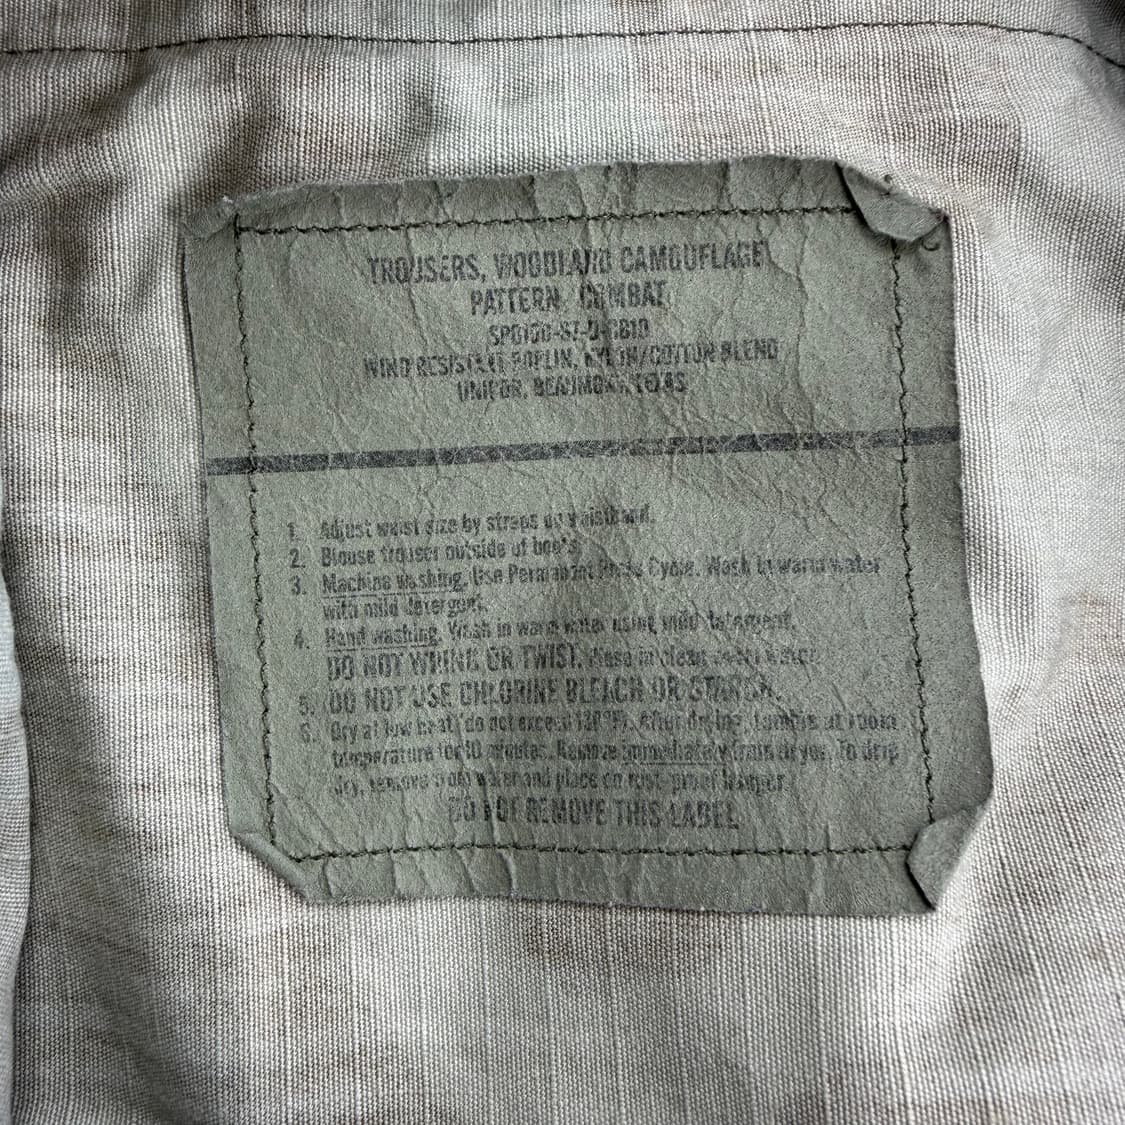 TROUSERS, WOODLAND CAMOUFLAGE
PATTERN, COMBAT
WIND RESISTANT POPLIN, NYLON/COTTON BLEND
UNIFOR, BEAUMONT, TEXAS
1. Adjust waist size by straps on waistband.
2. Blouse trouser outside of boots.
3. Machine washing. Use Permanent Press Cycle. Wash in warm water
with mild detergent.
4. Hand washing. Wash in warm water using mild detergent.
DO NOT WRING OR TWIST. Rinse in clean water.
5. DO NOT USE CHLORINE BLEACH OR STARCH.
6. Dry at low heat (do not exceed 130°F). After drying, tumble at room
temperature for 10 minutes. Remove immediately from dryer. To drip
dry, remove from water and place on rust-proof hanger.
DO NOT REMOVE THIS LABEL